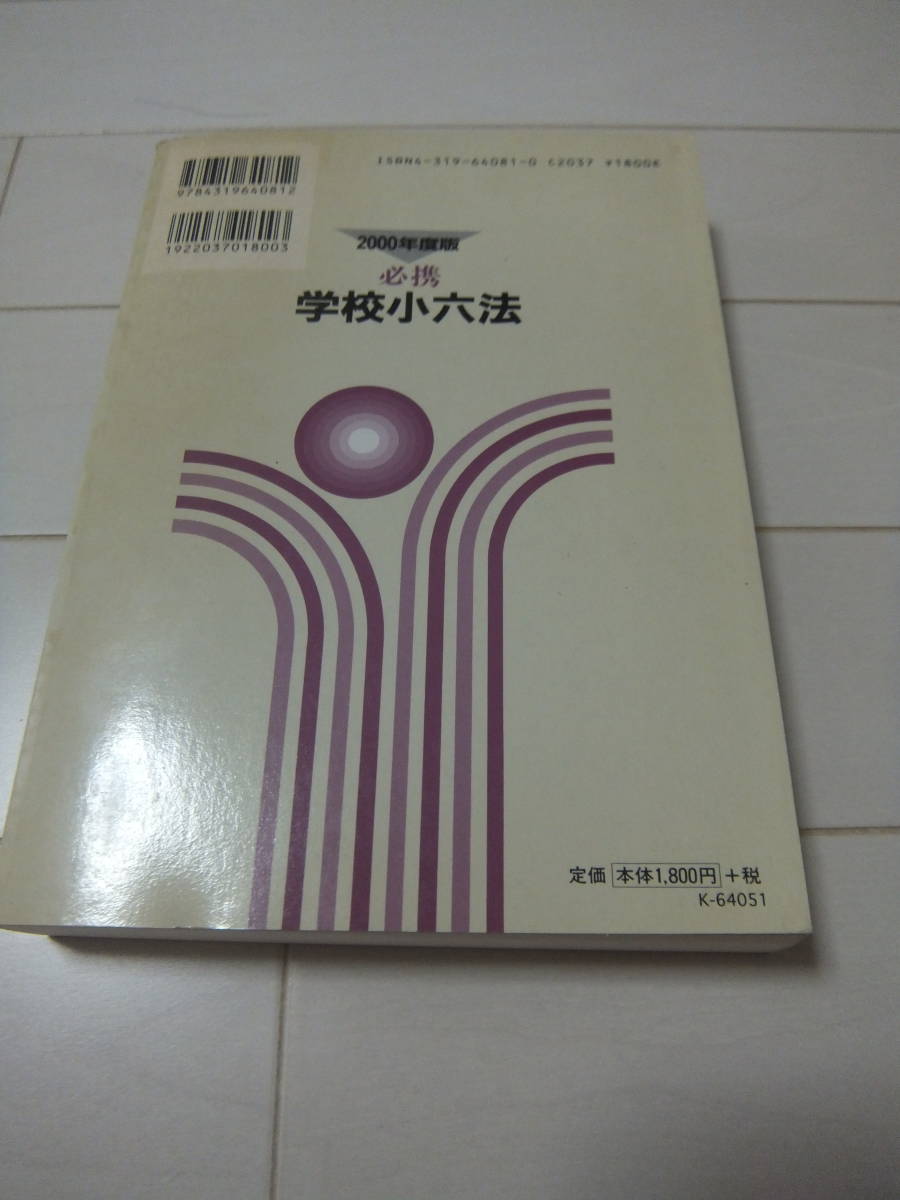 9784319640812
1922037018003
ISBN4-319-64081-0 C2037 ¥1800E
2000年度版
必携
学校小六法
定価 本体1,800円 +税
K-64051